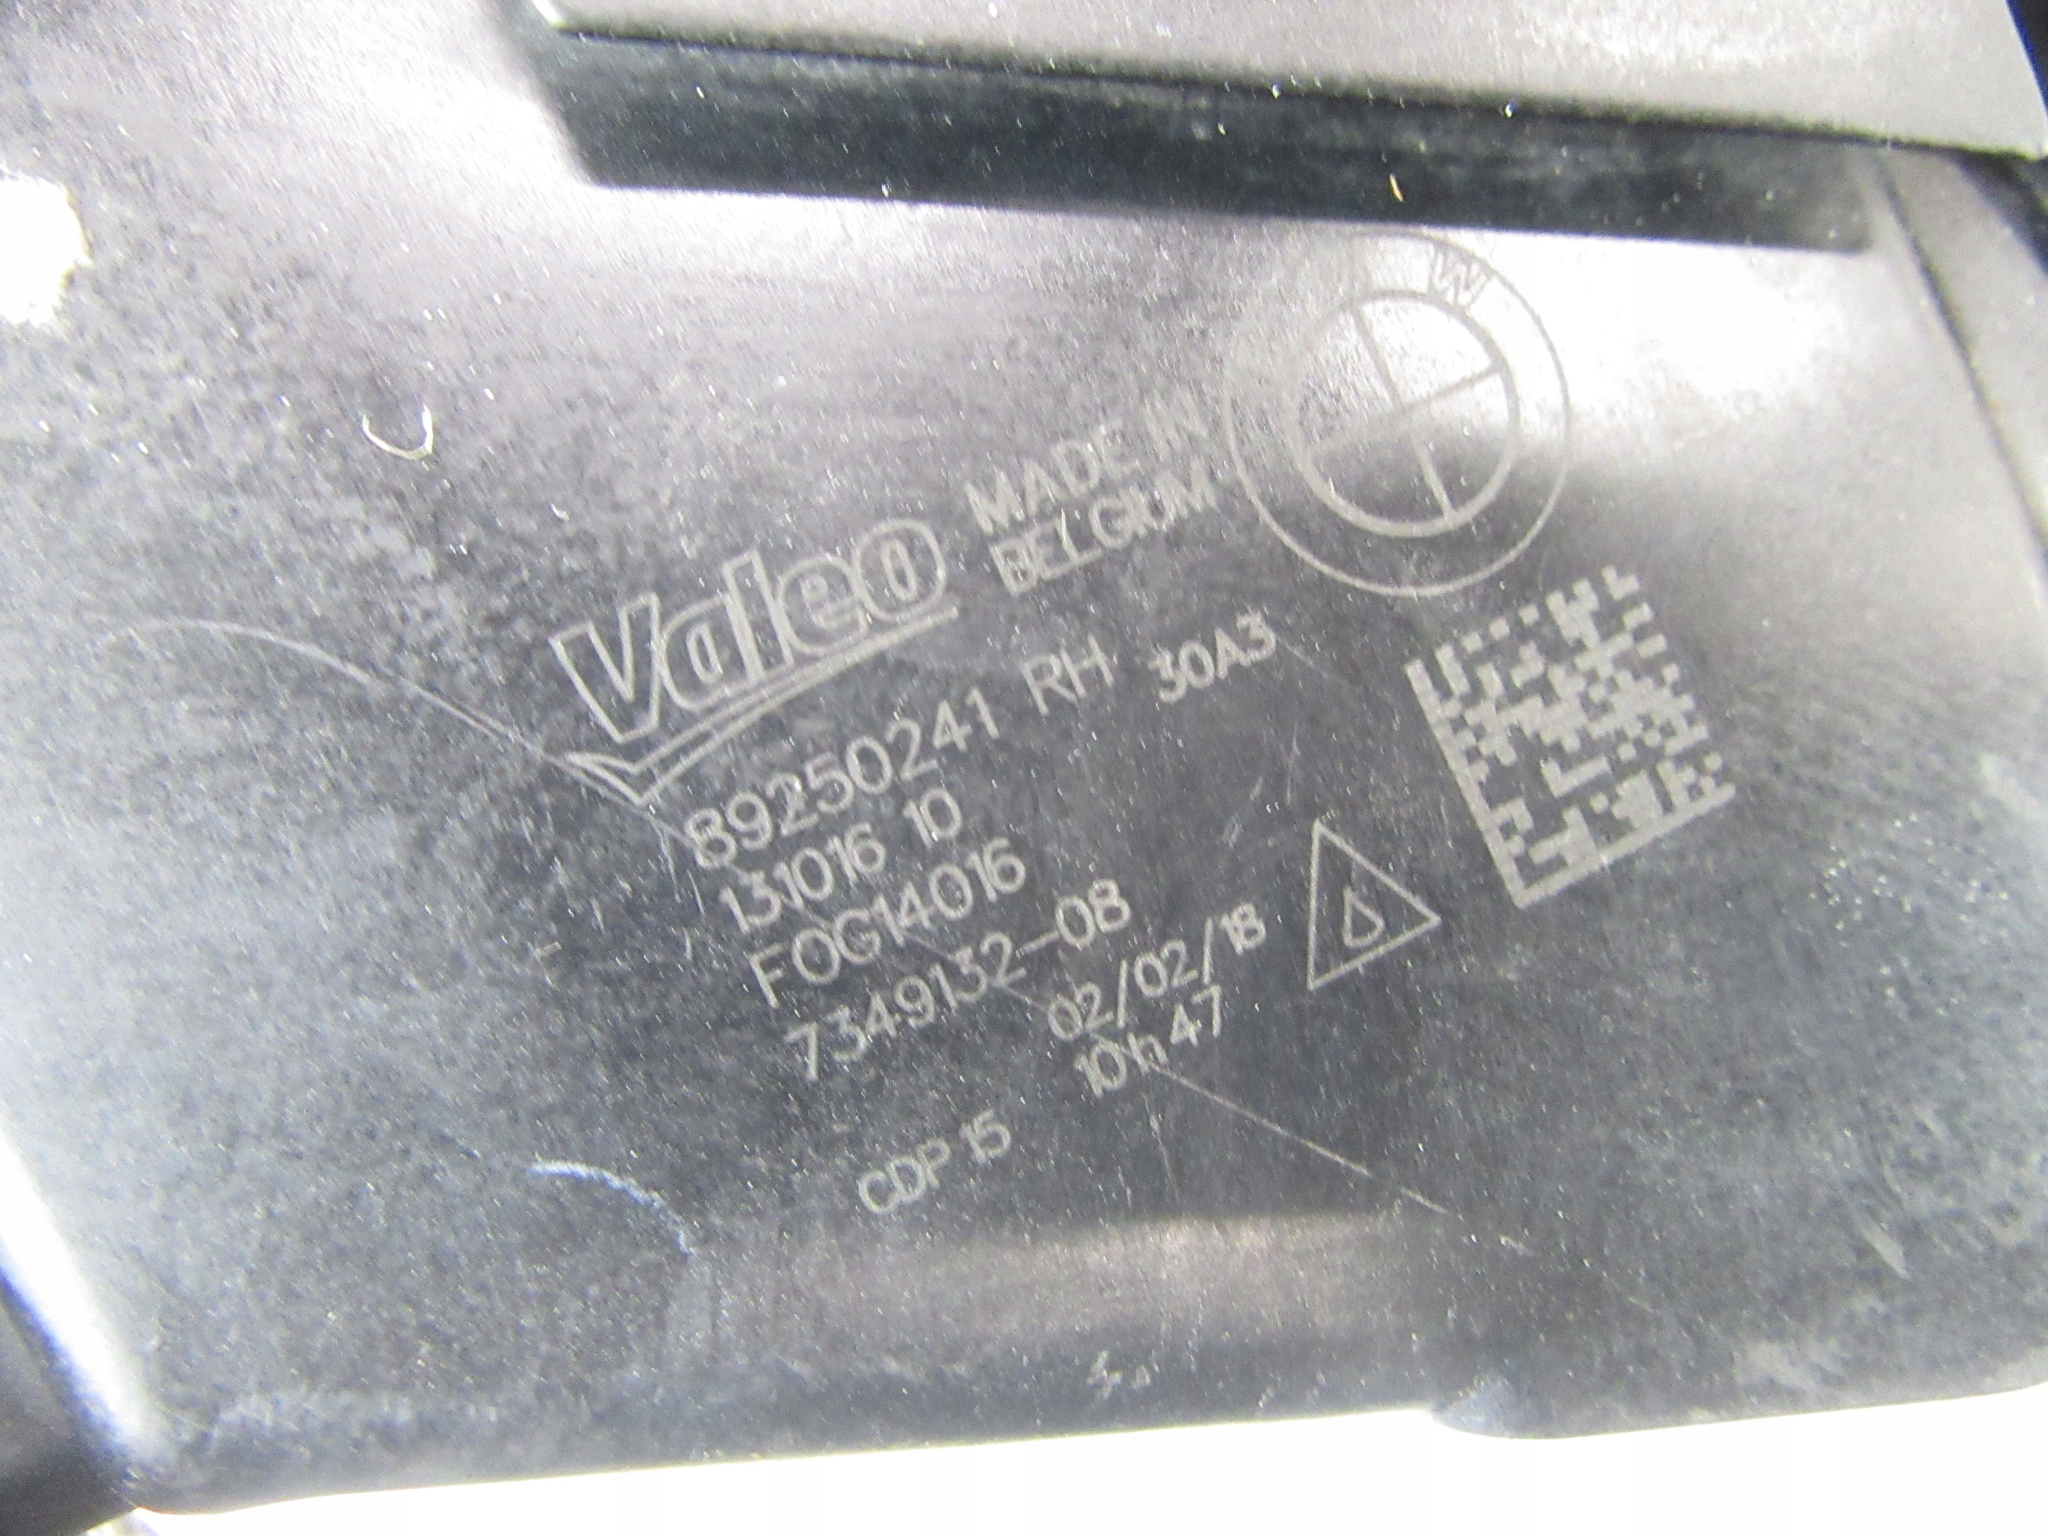 W
Valeo
MADE IN
BELGIUM
89250241 RH 30A3
131016 10
FOG14016
7349132-08
02/02/18
10h47
CDP 15